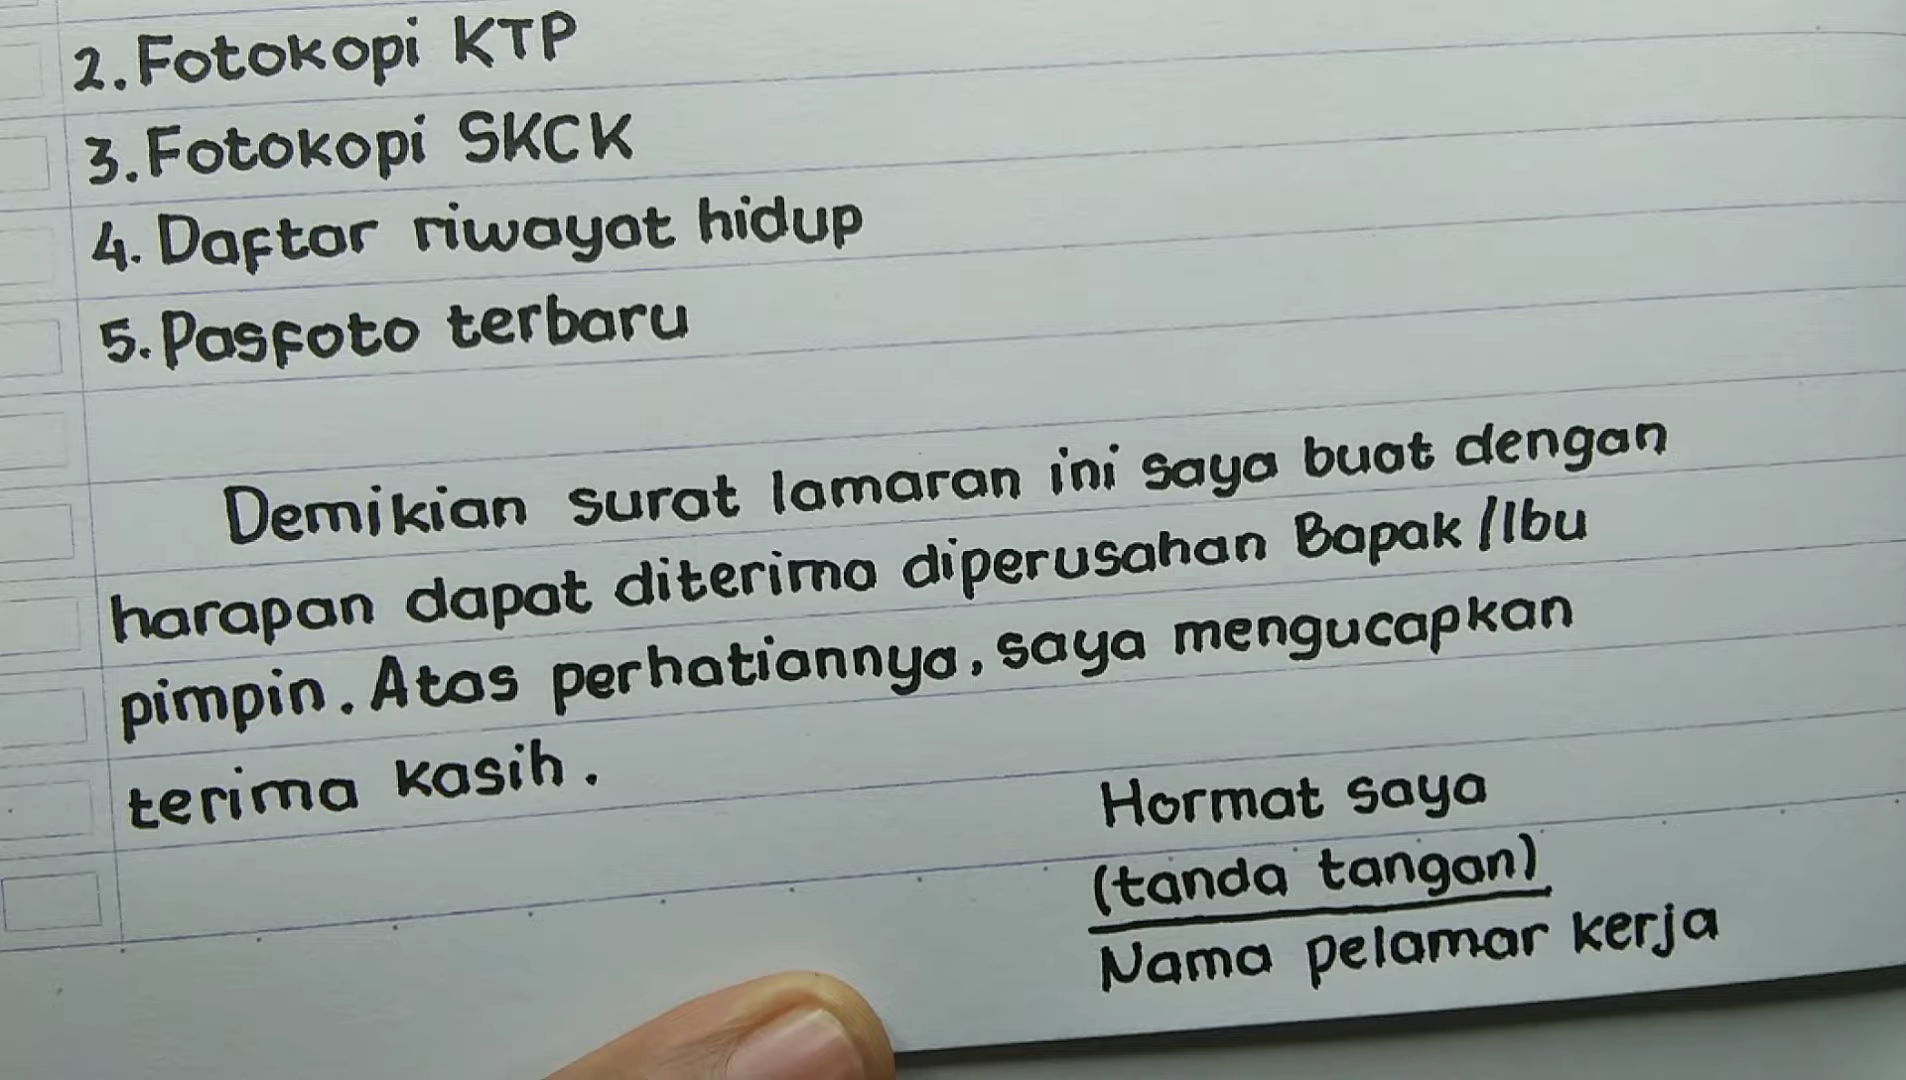 2. Fotokopi KTP
3. Fotokopi SKCK
4. Daftar riwayat hidup
5. Pasfoto terbaru
Demikian surat lamaran ini saya buat dengan
harapan dapat diterima diperusahan Bapak/Ibu
pimpin. Atas perhatiannya, saya mengucapkan
terima kasih.
Hormat saya
(tanda tangan)
Nama pelamar kerja